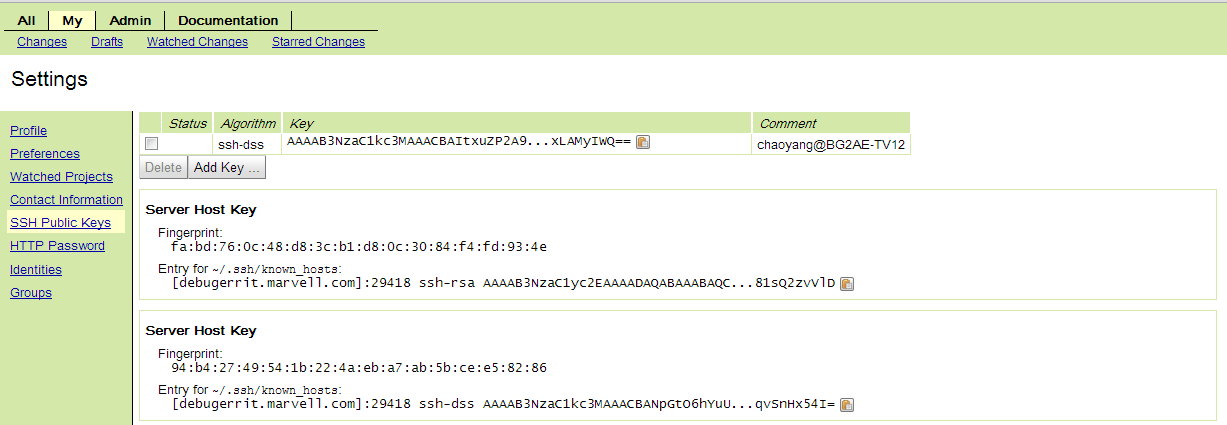 All My Admin Documentation
Changes Drafts Watched Changes Starred Changes
Settings
Profile
Preferences
Watched Projects
Contact Information
SSH Public Keys
HTTP Password
Identities
Groups
Status Algorithm Key Comment
ssh-dss AAAAB3NzaC1kc3MAAACBAItxuZP2A9...xLAMyIWQ== chaoyang@BG2AE-TV12
Delete Add Key ...
Server Host Key
Fingerprint:
fa:bd:76:0c:48:d8:3c:b1:d8:0c:30:84:f4:fd:93:4e
Entry for ~/.ssh/known_hosts:
[debugerrit.marvell.com]:29418 ssh-rsa AAAAB3NzaC1yc2EAAAADAQABAAABAQC...81sQ2zvVlD
Server Host Key
Fingerprint:
94:b4:27:49:54:1b:22:4a:eb:a7:ab:5b:ce:e5:82:86
Entry for ~/.ssh/known_hosts:
[debugerrit.marvell.com]:29418 ssh-dss AAAAB3NzaC1kc3MAAACBANpGtO6hYuU...qvSnHx54I=